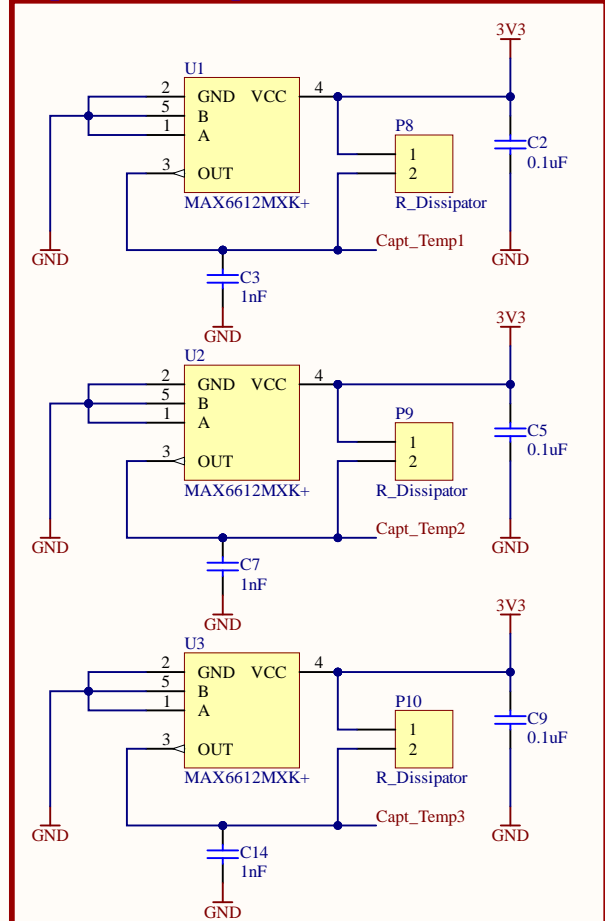 3V3
U1
2 GND VCC 4
5 B
1 A
3 OUT
MAX6612MXK+
P8
1
2
R_Dissipator
C2
0.1uF
Capt_Temp1
GND
GND
C3
1nF
GND
3V3
U2
2 GND VCC 4
5 B
1 A
3 OUT
MAX6612MXK+
P9
1
2
R_Dissipator
C5
0.1uF
Capt_Temp2
GND
GND
C7
1nF
GND
3V3
U3
2 GND VCC 4
5 B
1 A
3 OUT
MAX6612MXK+
P10
1
2
R_Dissipator
C9
0.1uF
Capt_Temp3
GND
GND
C14
1nF
GND